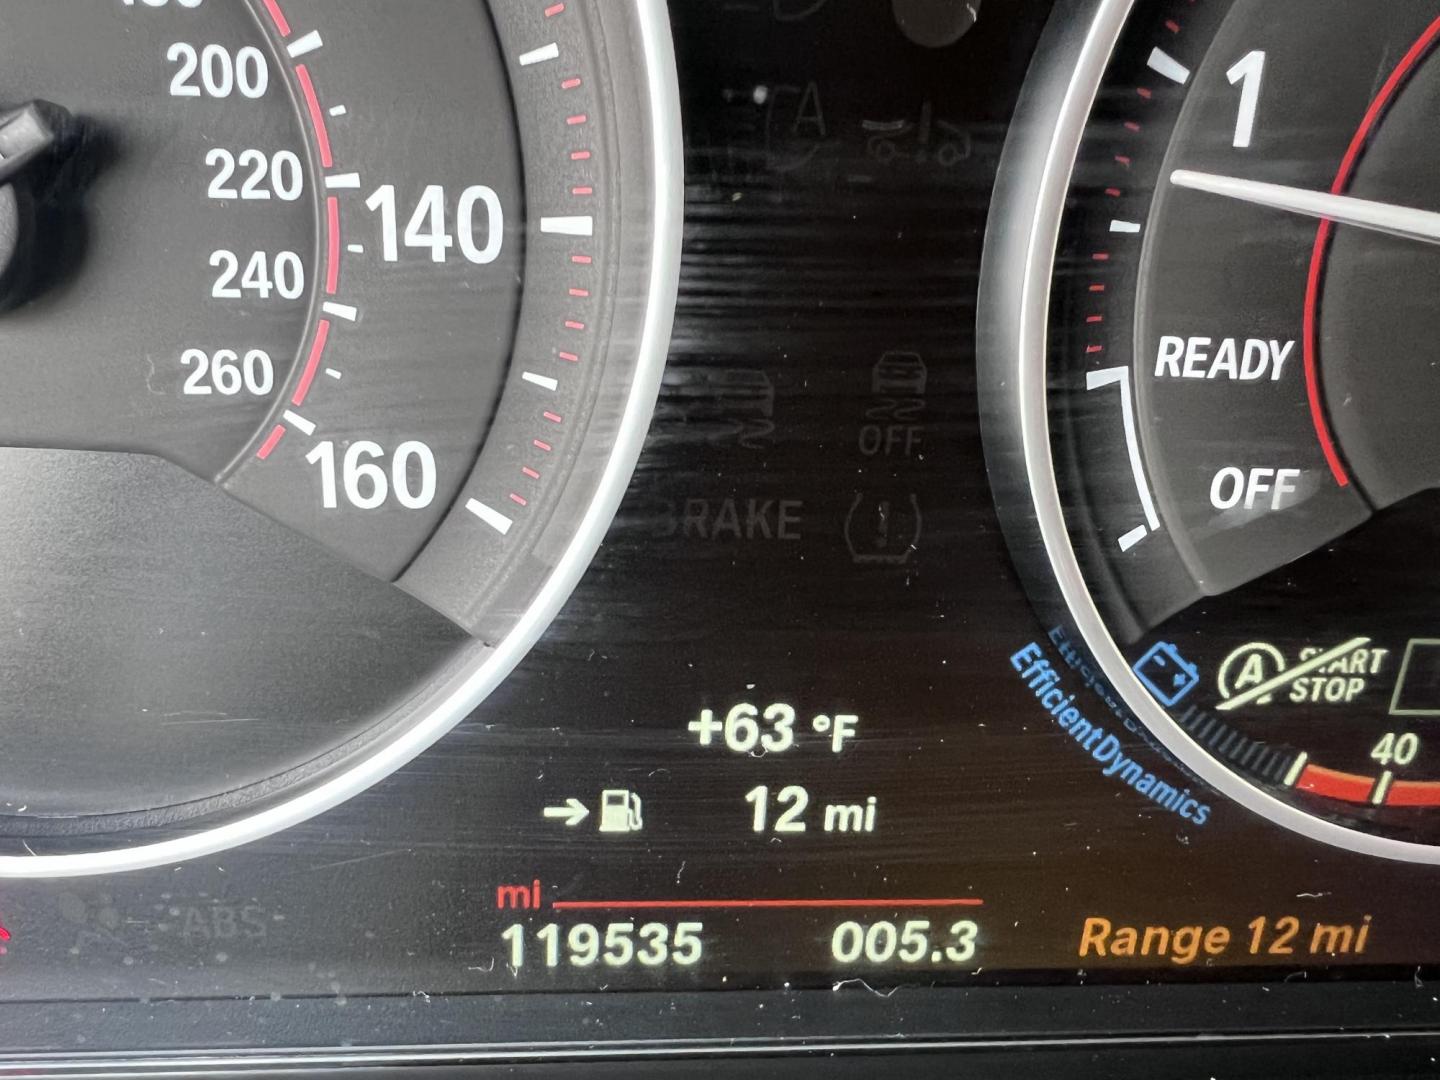 200
220
140
240
260
160
1
READY
OFF
OFF
BRAKE
EfficientDynamics
A START
STOP
40
+63 °F
12 mi
mi
119535 005.3
Range 12 mi
ABS